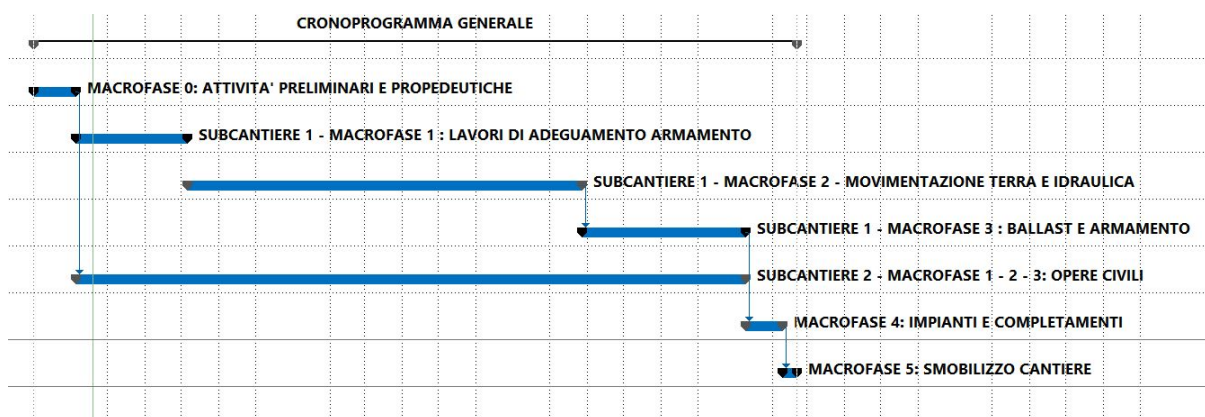 CRONOPROGRAMMA GENERALE
MACROFASE 0: ATTIVITA' PRELIMINARI E PROPEDEUTICHE
SUBCANTIERE 1 - MACROFASE 1 : LAVORI DI ADEGUAMENTO ARMAMENTO
SUBCANTIERE 1 - MACROFASE 2 - MOVIMENTAZIONE TERRA E IDRAULICA
SUBCANTIERE 1 - MACROFASE 3 : BALLAST E ARMAMENTO
SUBCANTIERE 2 - MACROFASE 1 - 2 - 3: OPERE CIVILI
MACROFASE 4: IMPIANTI E COMPLETAMENTI
MACROFASE 5: SMOBILIZZO CANTIERE